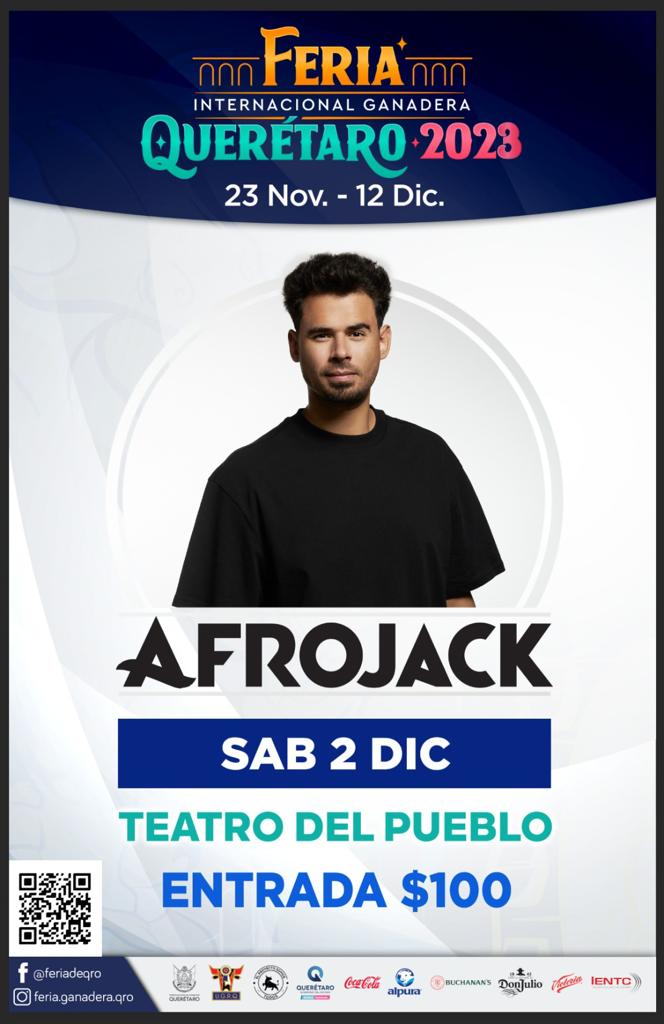 FERIA
INTERNACIONAL GANADERA
QUERÉTARO 2023
23 Nov. - 12 Dic.
AFROJACK
SAB 2 DIC
TEATRO DEL PUEBLO
ENTRADA $100
@feriadeqro
feria.ganadera.qro
QUERÉTARO
U.G.R.Q
QUERÉTARO
Coca-Cola
alpura
BUCHANAN'S
DonJulio
Victoria
IENTC